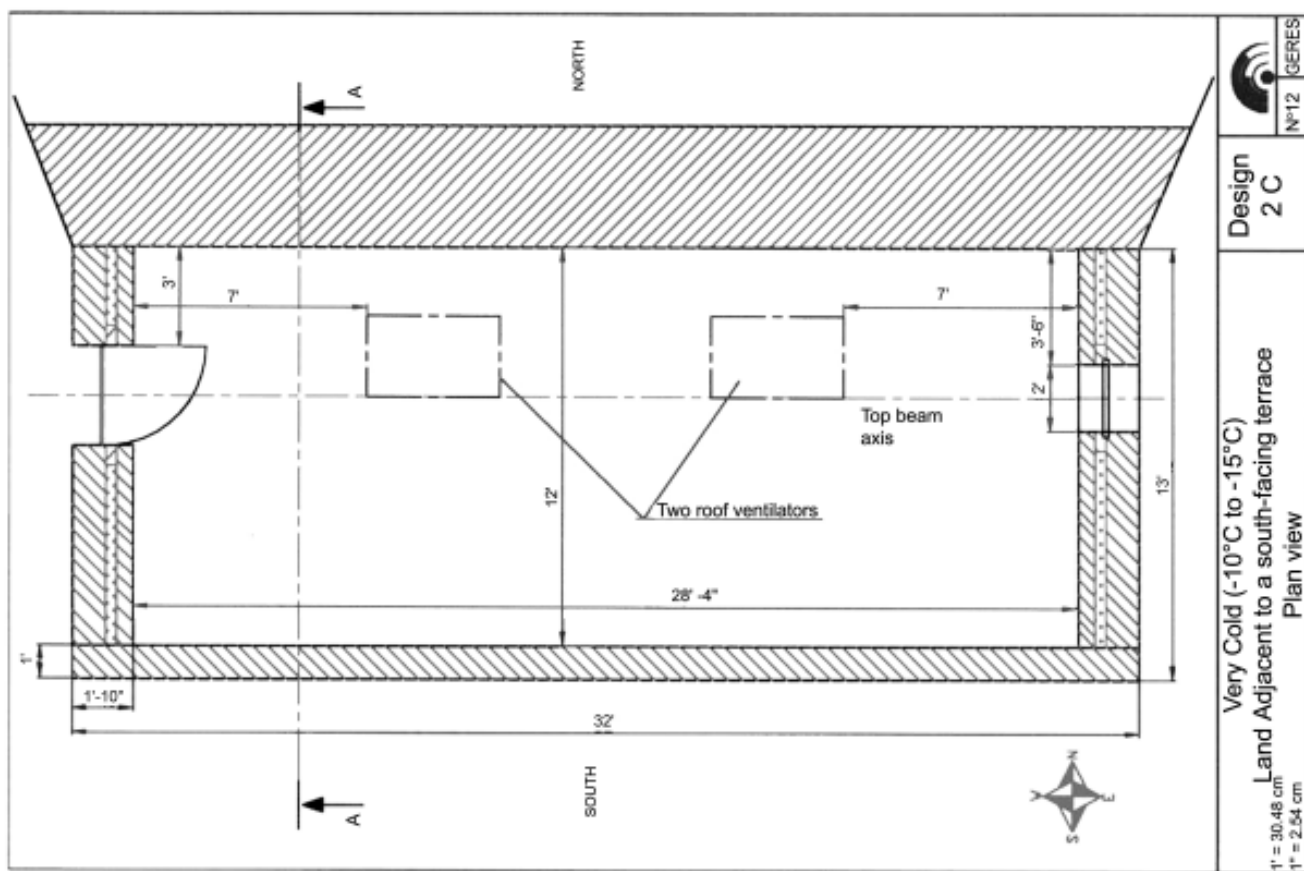 NORTH
A
3'
7'
7'
3'-6"
2'
Top beam
axis
12'
Two roof ventilators
13'
28' -4"
1'
1'-10"
32'
SOUTH
A
N
V
E
S
Very Cold (-10°C to -15°C)
Land Adjacent to a south-facing terrace
Plan view
1' = 30.48 cm
1" = 2.54 cm
Design
2 C
N°12
GERES